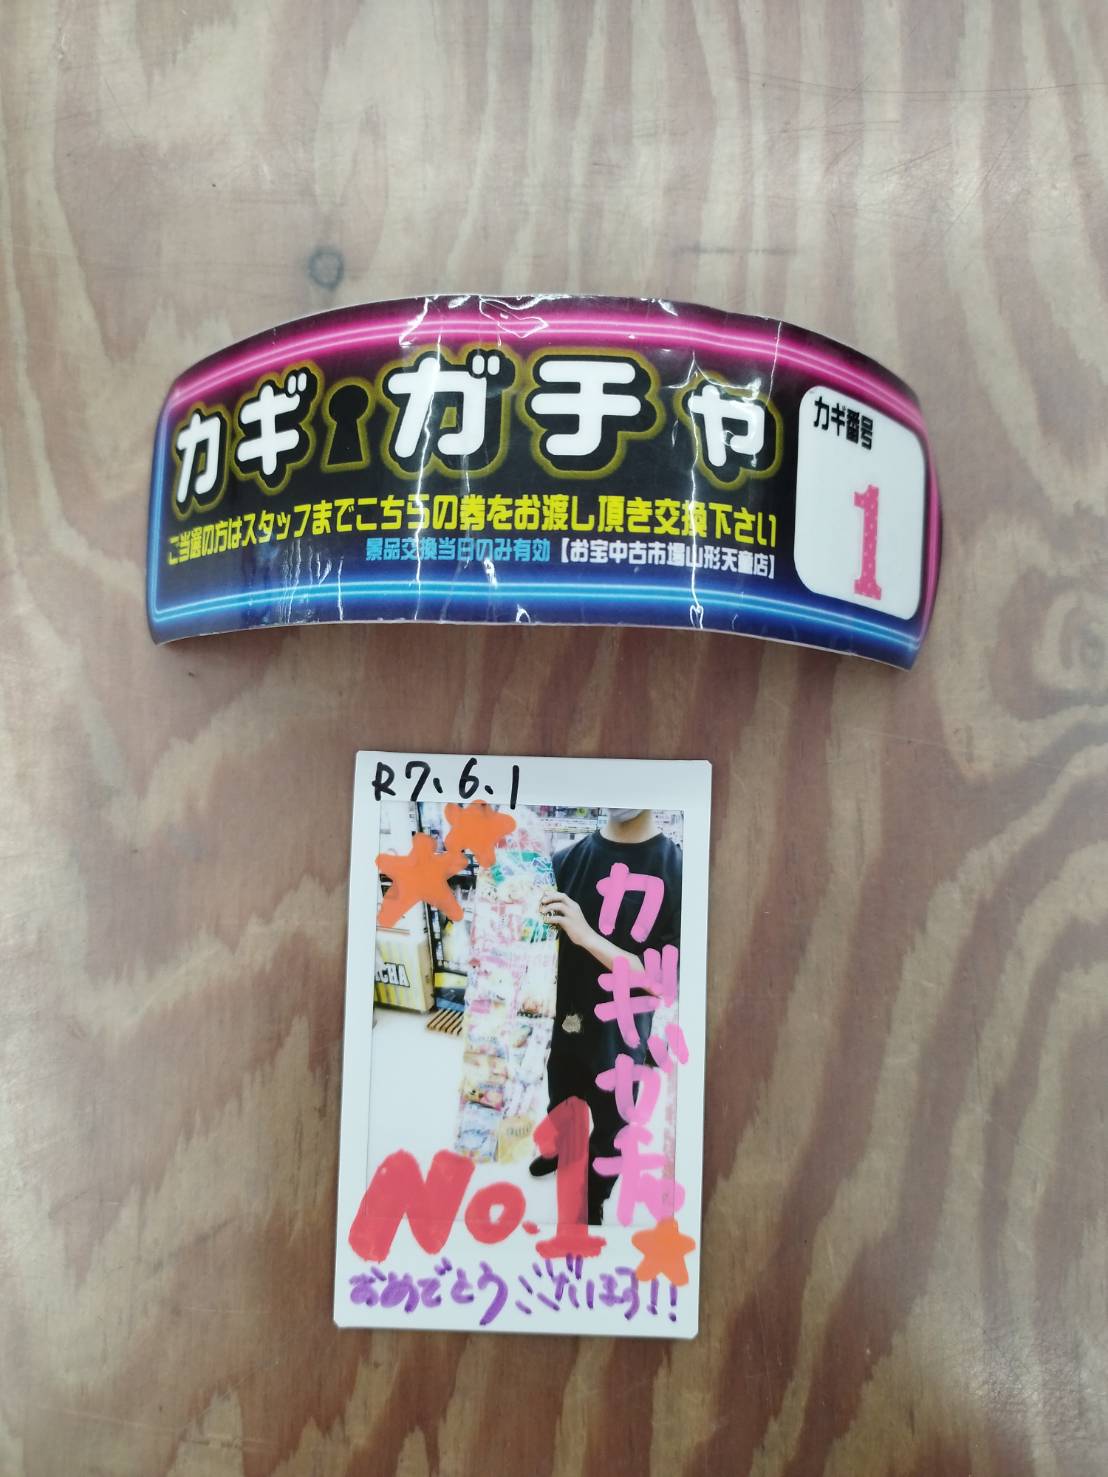 カギガチャ
カギ番号
1
ご当選の方はスタッフまでこちらの券をお渡し頂き交換下さい
景品交換当日のみ有効【お宝中古市場山形天童店】
R7.6.1
カギガチャ
CHA
No.1
おめでとうございます!!